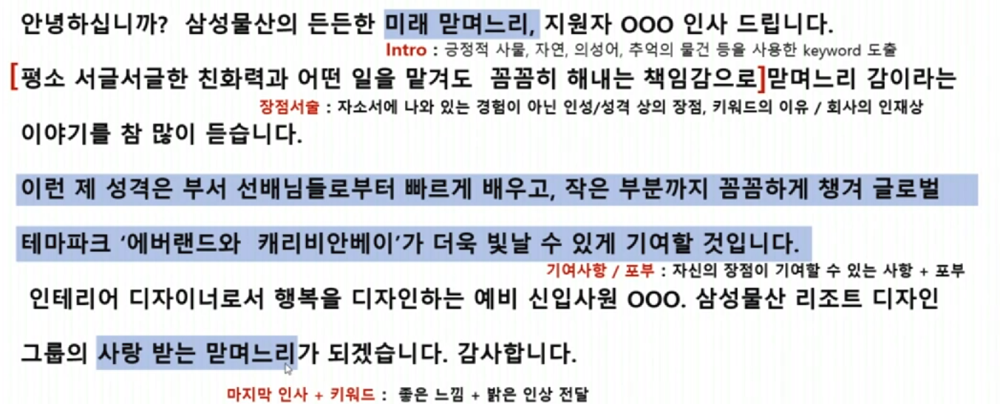 안녕하십니까? 삼성물산의 든든한 미래 맏며느리, 지원자 OOO 인사 드립니다.
Intro : 긍정적 사물, 자연, 의성어, 추억의 물건 등을 사용한 keyword 도출
[평소 서글서글한 친화력과 어떤 일을 맡겨도 꼼꼼히 해내는 책임감으로]맏며느리 감이라는
장점서술 : 자소서에 나와 있는 경험이 아닌 인성/성격 상의 장점, 키워드의 이유 / 회사의 인재상
이야기를 참 많이 듣습니다.
이런 제 성격은 부서 선배님들로부터 빠르게 배우고, 작은 부분까지 꼼꼼하게 챙겨 글로벌
테마파크 ‘에버랜드와 캐리비안베이’가 더욱 빛날 수 있게 기여할 것입니다.
기여사항 / 포부 : 자신의 장점이 기여할 수 있는 사항 + 포부
인테리어 디자이너로서 행복을 디자인하는 예비 신입사원 OOO. 삼성물산 리조트 디자인
그룹의 사랑 받는 맏며느리가 되겠습니다. 감사합니다.
마지막 인사 + 키워드 : 좋은 느낌 + 밝은 인상 전달